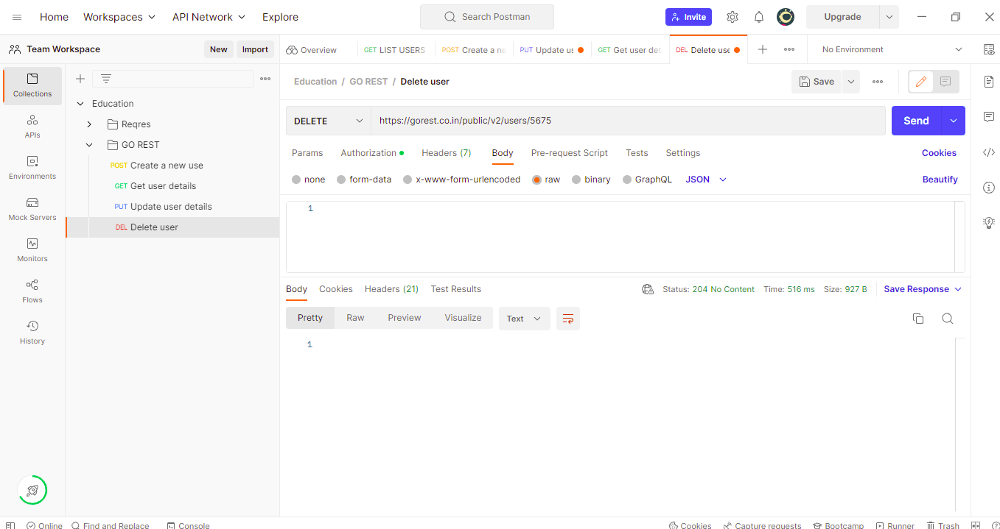 Home Workspaces API Network Explore Search Postman Invite Upgrade
Team Workspace New Import Overview GET LIST USERS POST Create a ne PUT Update us GET Get user det DEL Delete use No Environment
Collections
APIs
Environments
Mock Servers
Monitors
Flows
History
Education
Reqres
GO REST
POST Create a new use
GET Get user details
PUT Update user details
DEL Delete user
Education / GO REST / Delete user Save
DELETE https://gorest.co.in/public/v2/users/5675 Send
Params Authorization Headers (7) Body Pre-request Script Tests Settings Cookies
none form-data x-www-form-urlencoded raw binary GraphQL JSON Beautify
1
Body Cookies Headers (21) Test Results Status: 204 No Content Time: 516 ms Size: 927 B Save Response
Pretty Raw Preview Visualize Text
1
Online Find and Replace Console Cookies Capture requests Bootcamp Runner Trash